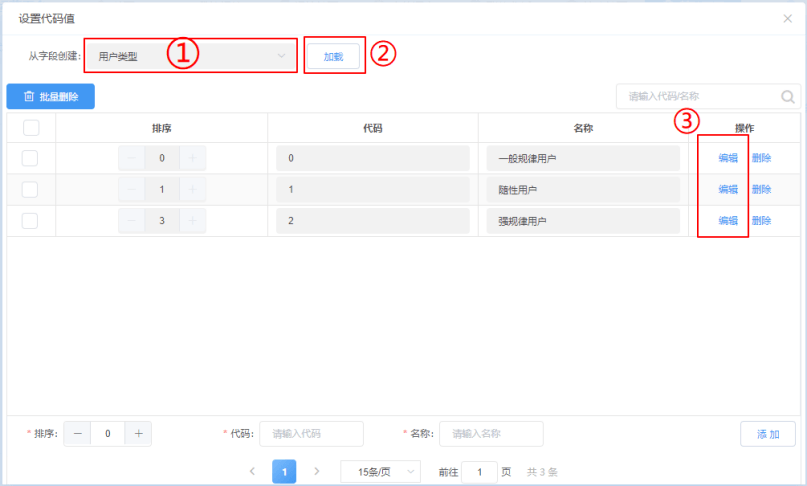 设置代码值
从字段创建: 用户类型 ① 加载 ②
批量删除 请输入代码/名称
③
排序 代码 名称 操作
0 0 一般规律用户 编辑 删除
1 1 随性用户 编辑 删除
3 2 强规律用户 编辑 删除
* 排序: 0 * 代码: 请输入代码 * 名称: 请输入名称 添加
1 15条/页 前往 1 页 共 3 条